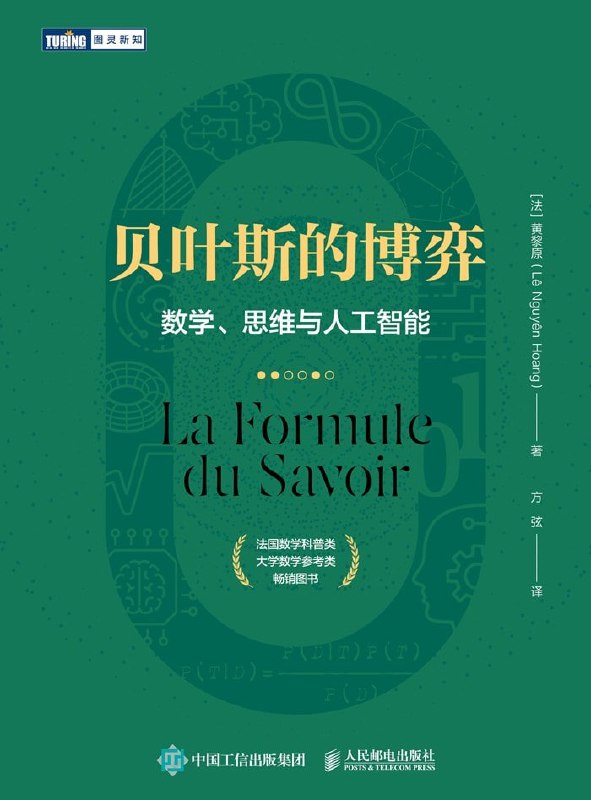 TURING 图灵新知
贝叶斯的博弈
数学、思维与人工智能
La Formule
du Savoir
法国数学科普类
大学数学参考类
畅销图书
[法] 黄黎原 ( Lê Nguyên Hoang ) 著
方弦 译
P(T|D)= P(D|T)P(T)
中国工信出版集团
人民邮电出版社
POSTS & TELECOM PRESS